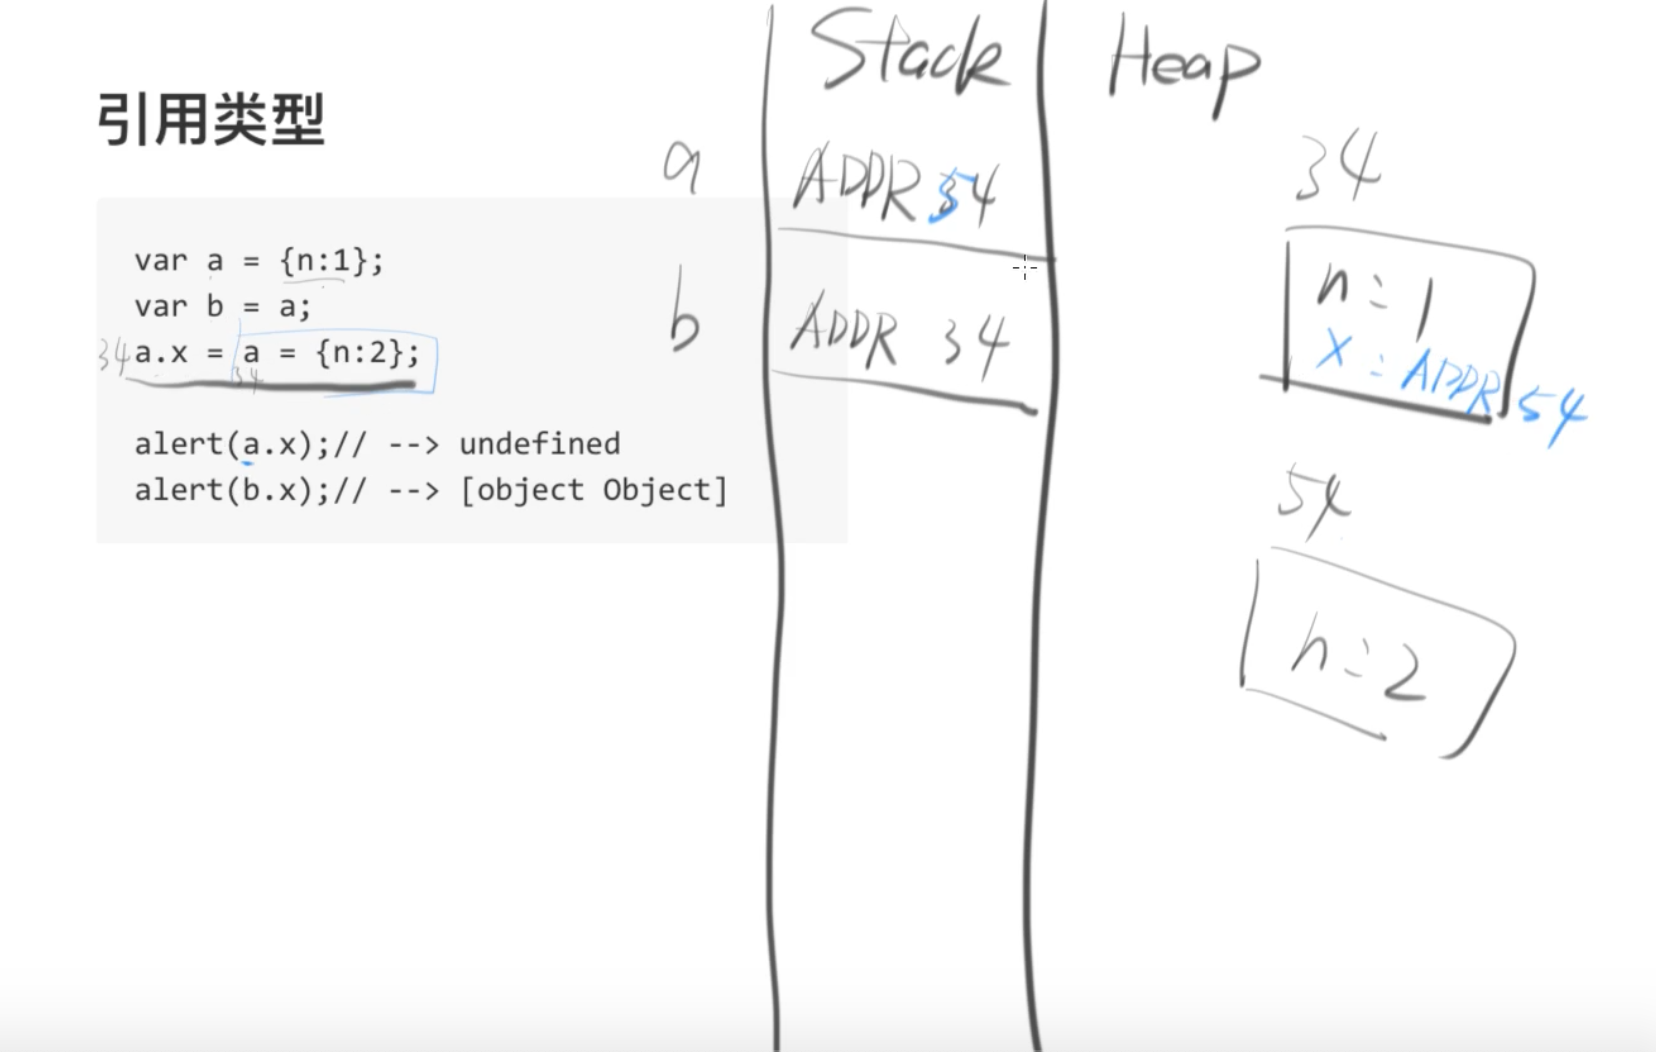 引用类型
var a = {n:1};
var b = a;
34 a.x = a = {n:2};
34
alert(a.x);// --> undefined
alert(b.x);// --> [object Object]
Stack
a
ADDR 54
b
ADDR 34
Heap
34
n:1
x:ADDR 54
54
n:2